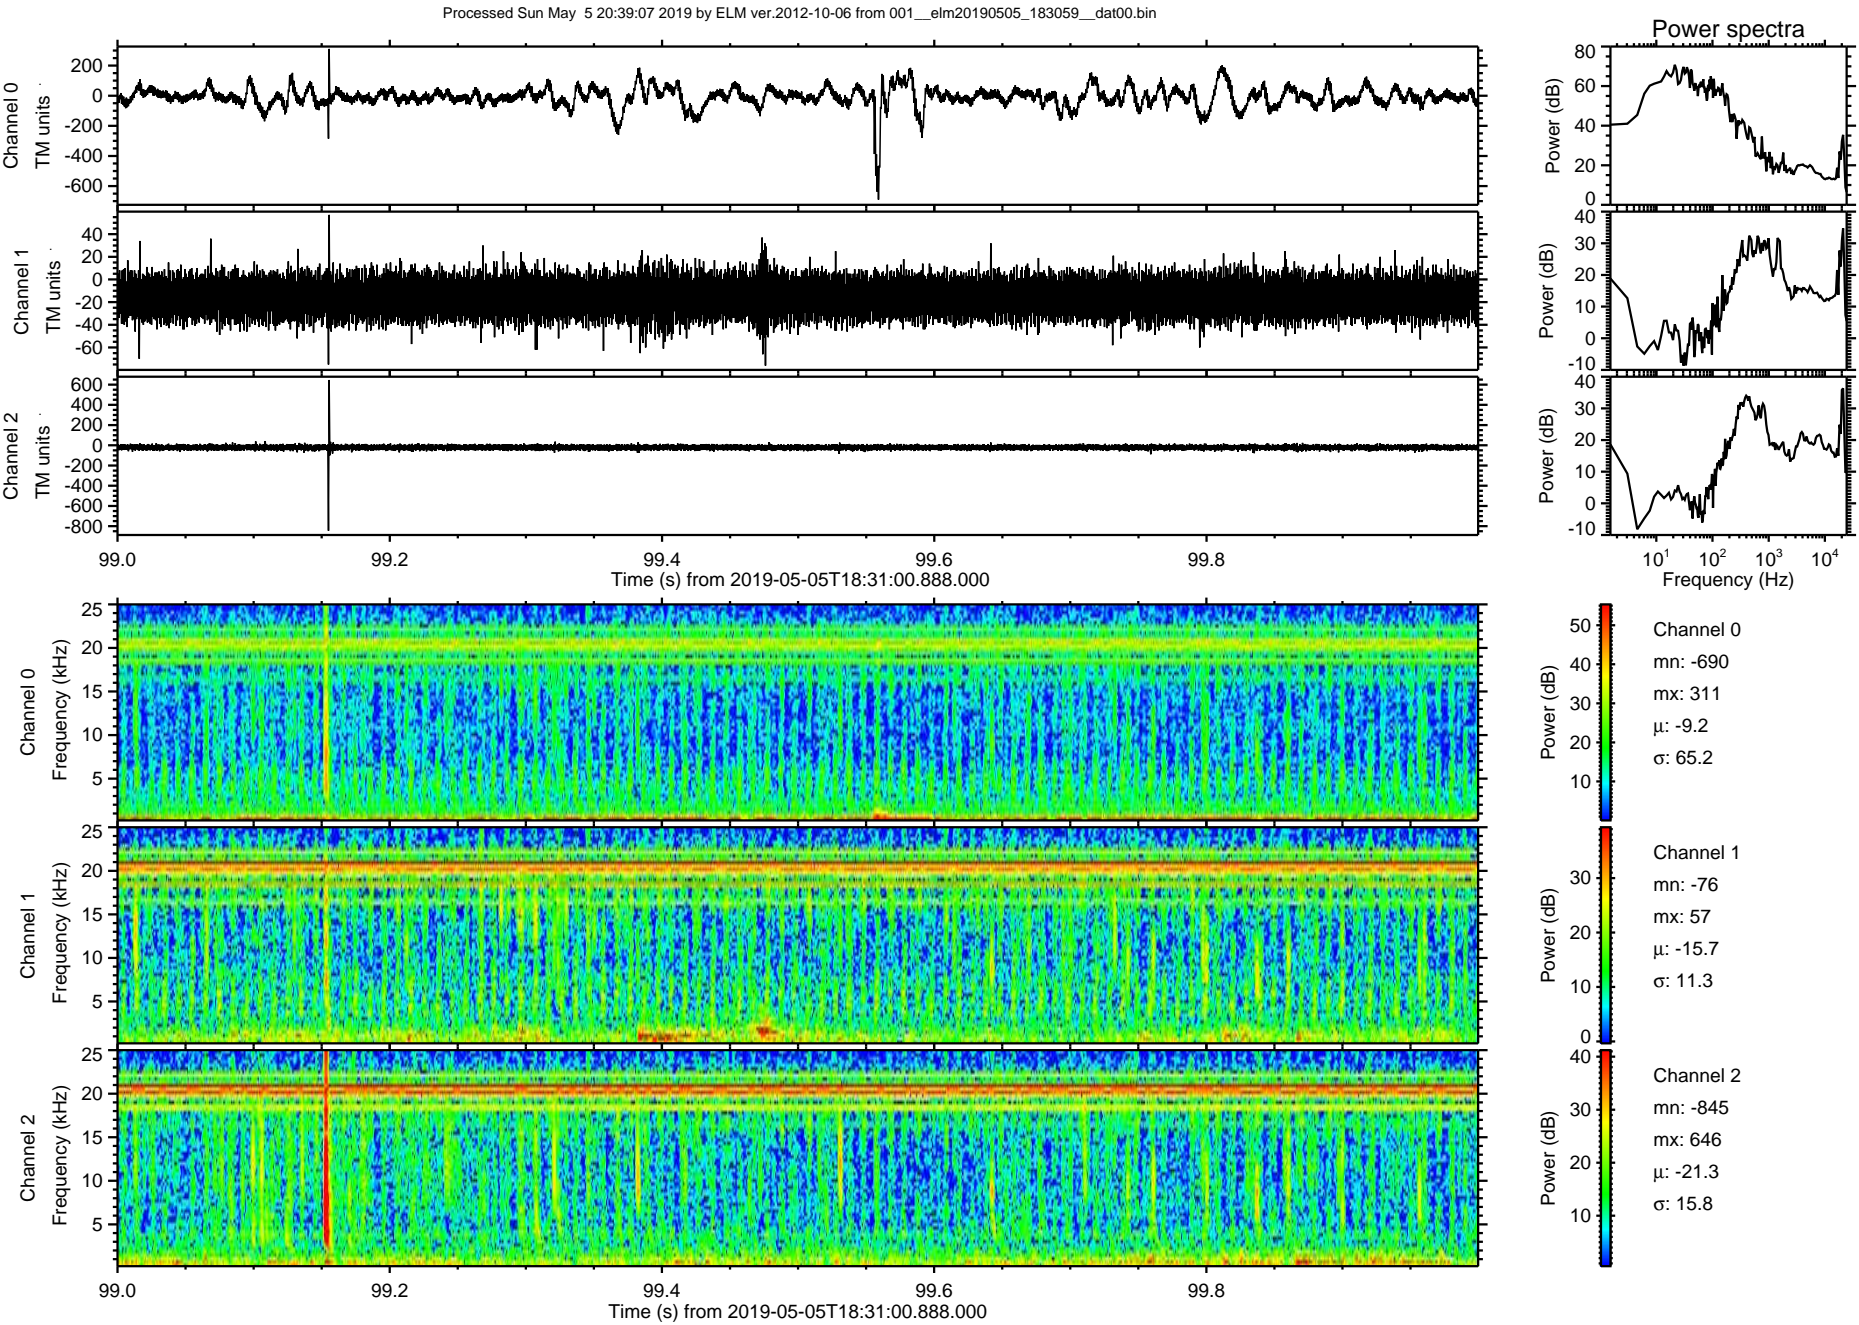 Processed Sun May  5 20:39:07 2019 by ELM ver.2012-10-06 from 001__elm20190505_183059__dat00.bin
Power spectra
Channel 0
TM units
200
0
-200
-400
-600
Power (dB)
80
60
40
20
0
Channel 1
TM units
40
20
0
-20
-40
-60
Power (dB)
40
30
20
10
0
-10
Channel 2
TM units
600
400
200
0
-200
-400
-600
-800
Power (dB)
40
30
20
10
0
-10
99.0 99.2 99.4 99.6 99.8
Time (s) from 2019-05-05T18:31:00.888.000
10¹ 10² 10³ 10⁴
Frequency (Hz)
Channel 0
Frequency (kHz)
25
20
15
10
5
Power (dB)
50
40
30
20
10
Channel 0
mn: -690
mx: 311
μ: -9.2
σ: 65.2
Channel 1
Frequency (kHz)
25
20
15
10
5
Power (dB)
30
20
10
0
Channel 1
mn: -76
mx: 57
μ: -15.7
σ: 11.3
Channel 2
Frequency (kHz)
25
20
15
10
5
Power (dB)
40
30
20
10
Channel 2
mn: -845
mx: 646
μ: -21.3
σ: 15.8
99.0 99.2 99.4 99.6 99.8
Time (s) from 2019-05-05T18:31:00.888.000